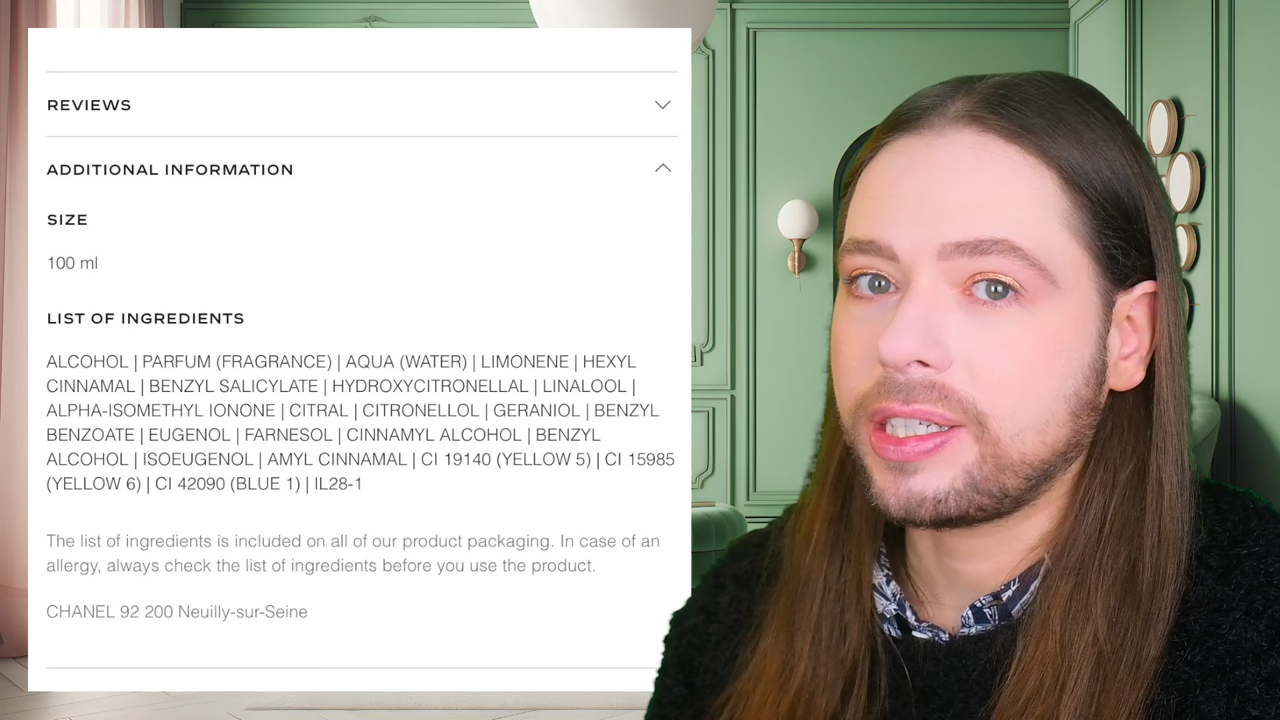 REVIEWS
ADDITIONAL INFORMATION
SIZE
100 ml
LIST OF INGREDIENTS
ALCOHOL | PARFUM (FRAGRANCE) | AQUA (WATER) | LIMONENE | HEXYL
CINNAMAL | BENZYL SALICYLATE | HYDROXYCITRONELLAL | LINALOOL |
ALPHA-ISOMETHYL IONONE | CITRAL | CITRONELLOL | GERANIOL | BENZYL
BENZOATE | EUGENOL | FARNESOL | CINNAMYL ALCOHOL | BENZYL
ALCOHOL | ISOEUGENOL | AMYL CINNAMAL | CI 19140 (YELLOW 5) | CI 15985
(YELLOW 6) | CI 42090 (BLUE 1) | IL28-1
The list of ingredients is included on all of our product packaging. In case of an
allergy, always check the list of ingredients before you use the product.
CHANEL 92 200 Neuilly-sur-Seine